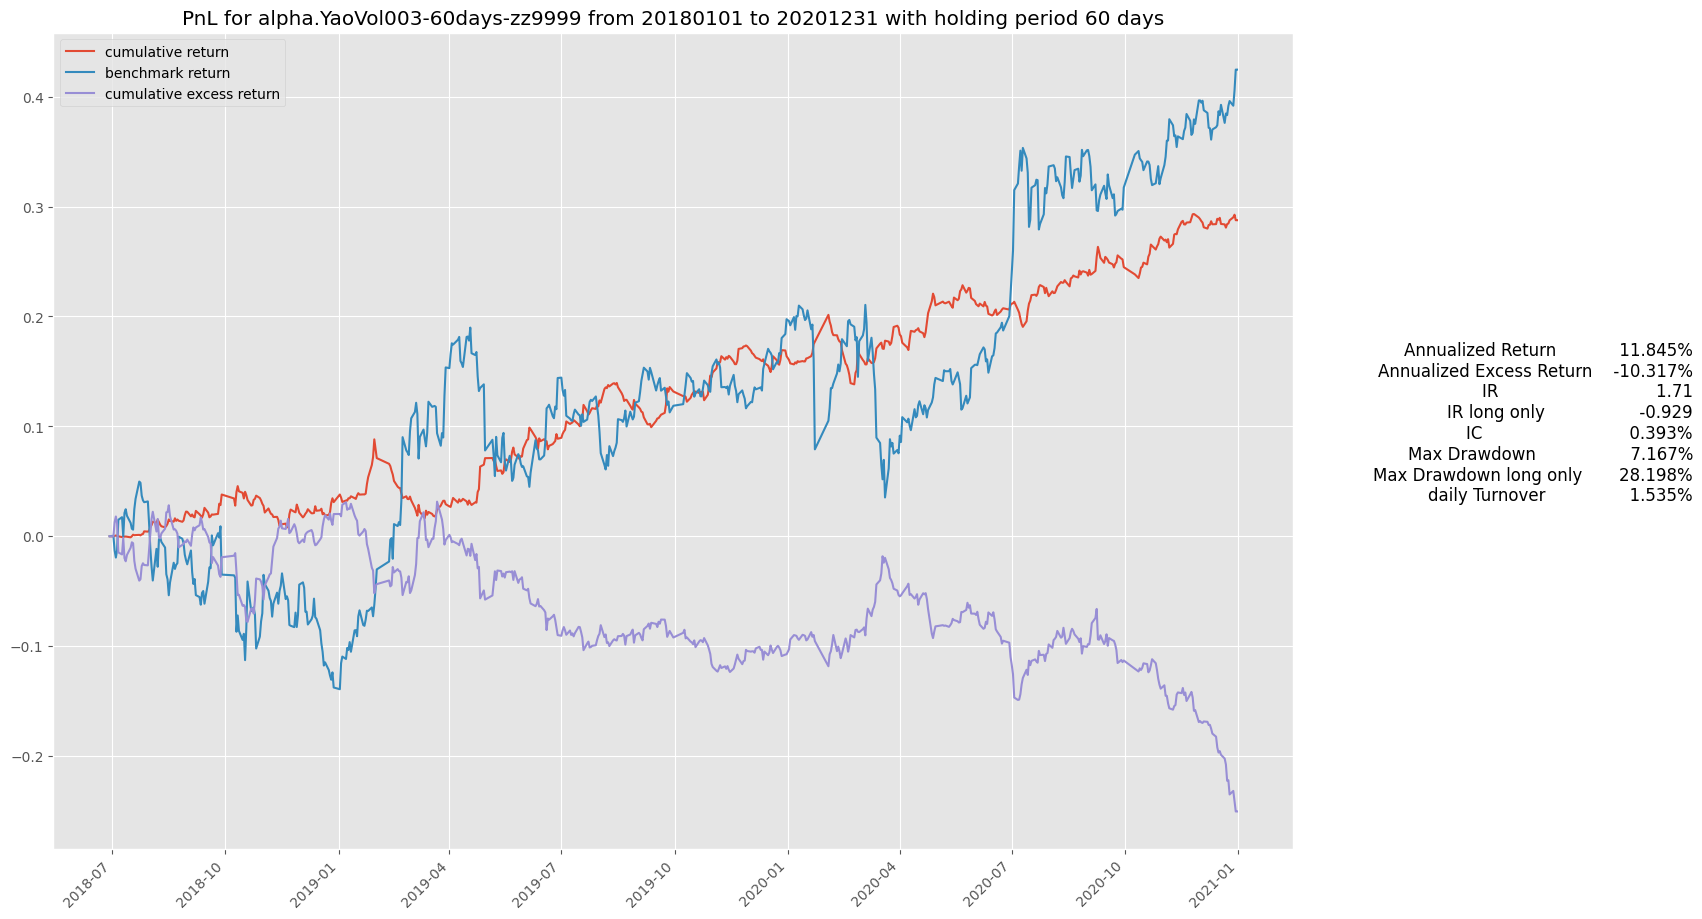 PnL for alpha.YaoVol003-60days-zz9999 from 20180101 to 20201231 with holding period 60 days
cumulative return
benchmark return
cumulative excess return
0.4
0.3
0.2
0.1
0.0
−0.1
−0.2
2018-07
2018-10
2019-01
2019-04
2019-07
2019-10
2020-01
2020-04
2020-07
2020-10
2021-01
Annualized Return 11.845%
Annualized Excess Return -10.317%
IR 1.71
IR long only -0.929
IC 0.393%
Max Drawdown 7.167%
Max Drawdown long only 28.198%
daily Turnover 1.535%